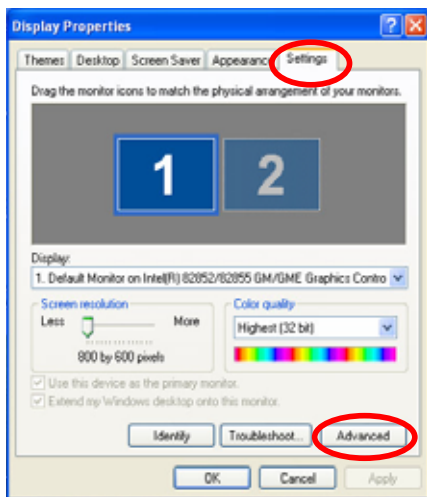 Display Properties
Themes Desktop Screen Saver Appearance Settings
Drag the monitor icons to match the physical arrangement of your monitors.
1 2
Display:
1. Default Monitor on Intel(R) 82852/82855 GM/GME Graphics Contro
Screen resolution
Less More
800 by 600 pixels
Color quality
Highest (32 bit)
Use this device as the primary monitor.
Extend my Windows desktop onto this monitor.
Identify Troubleshoot... Advanced
OK Cancel Apply